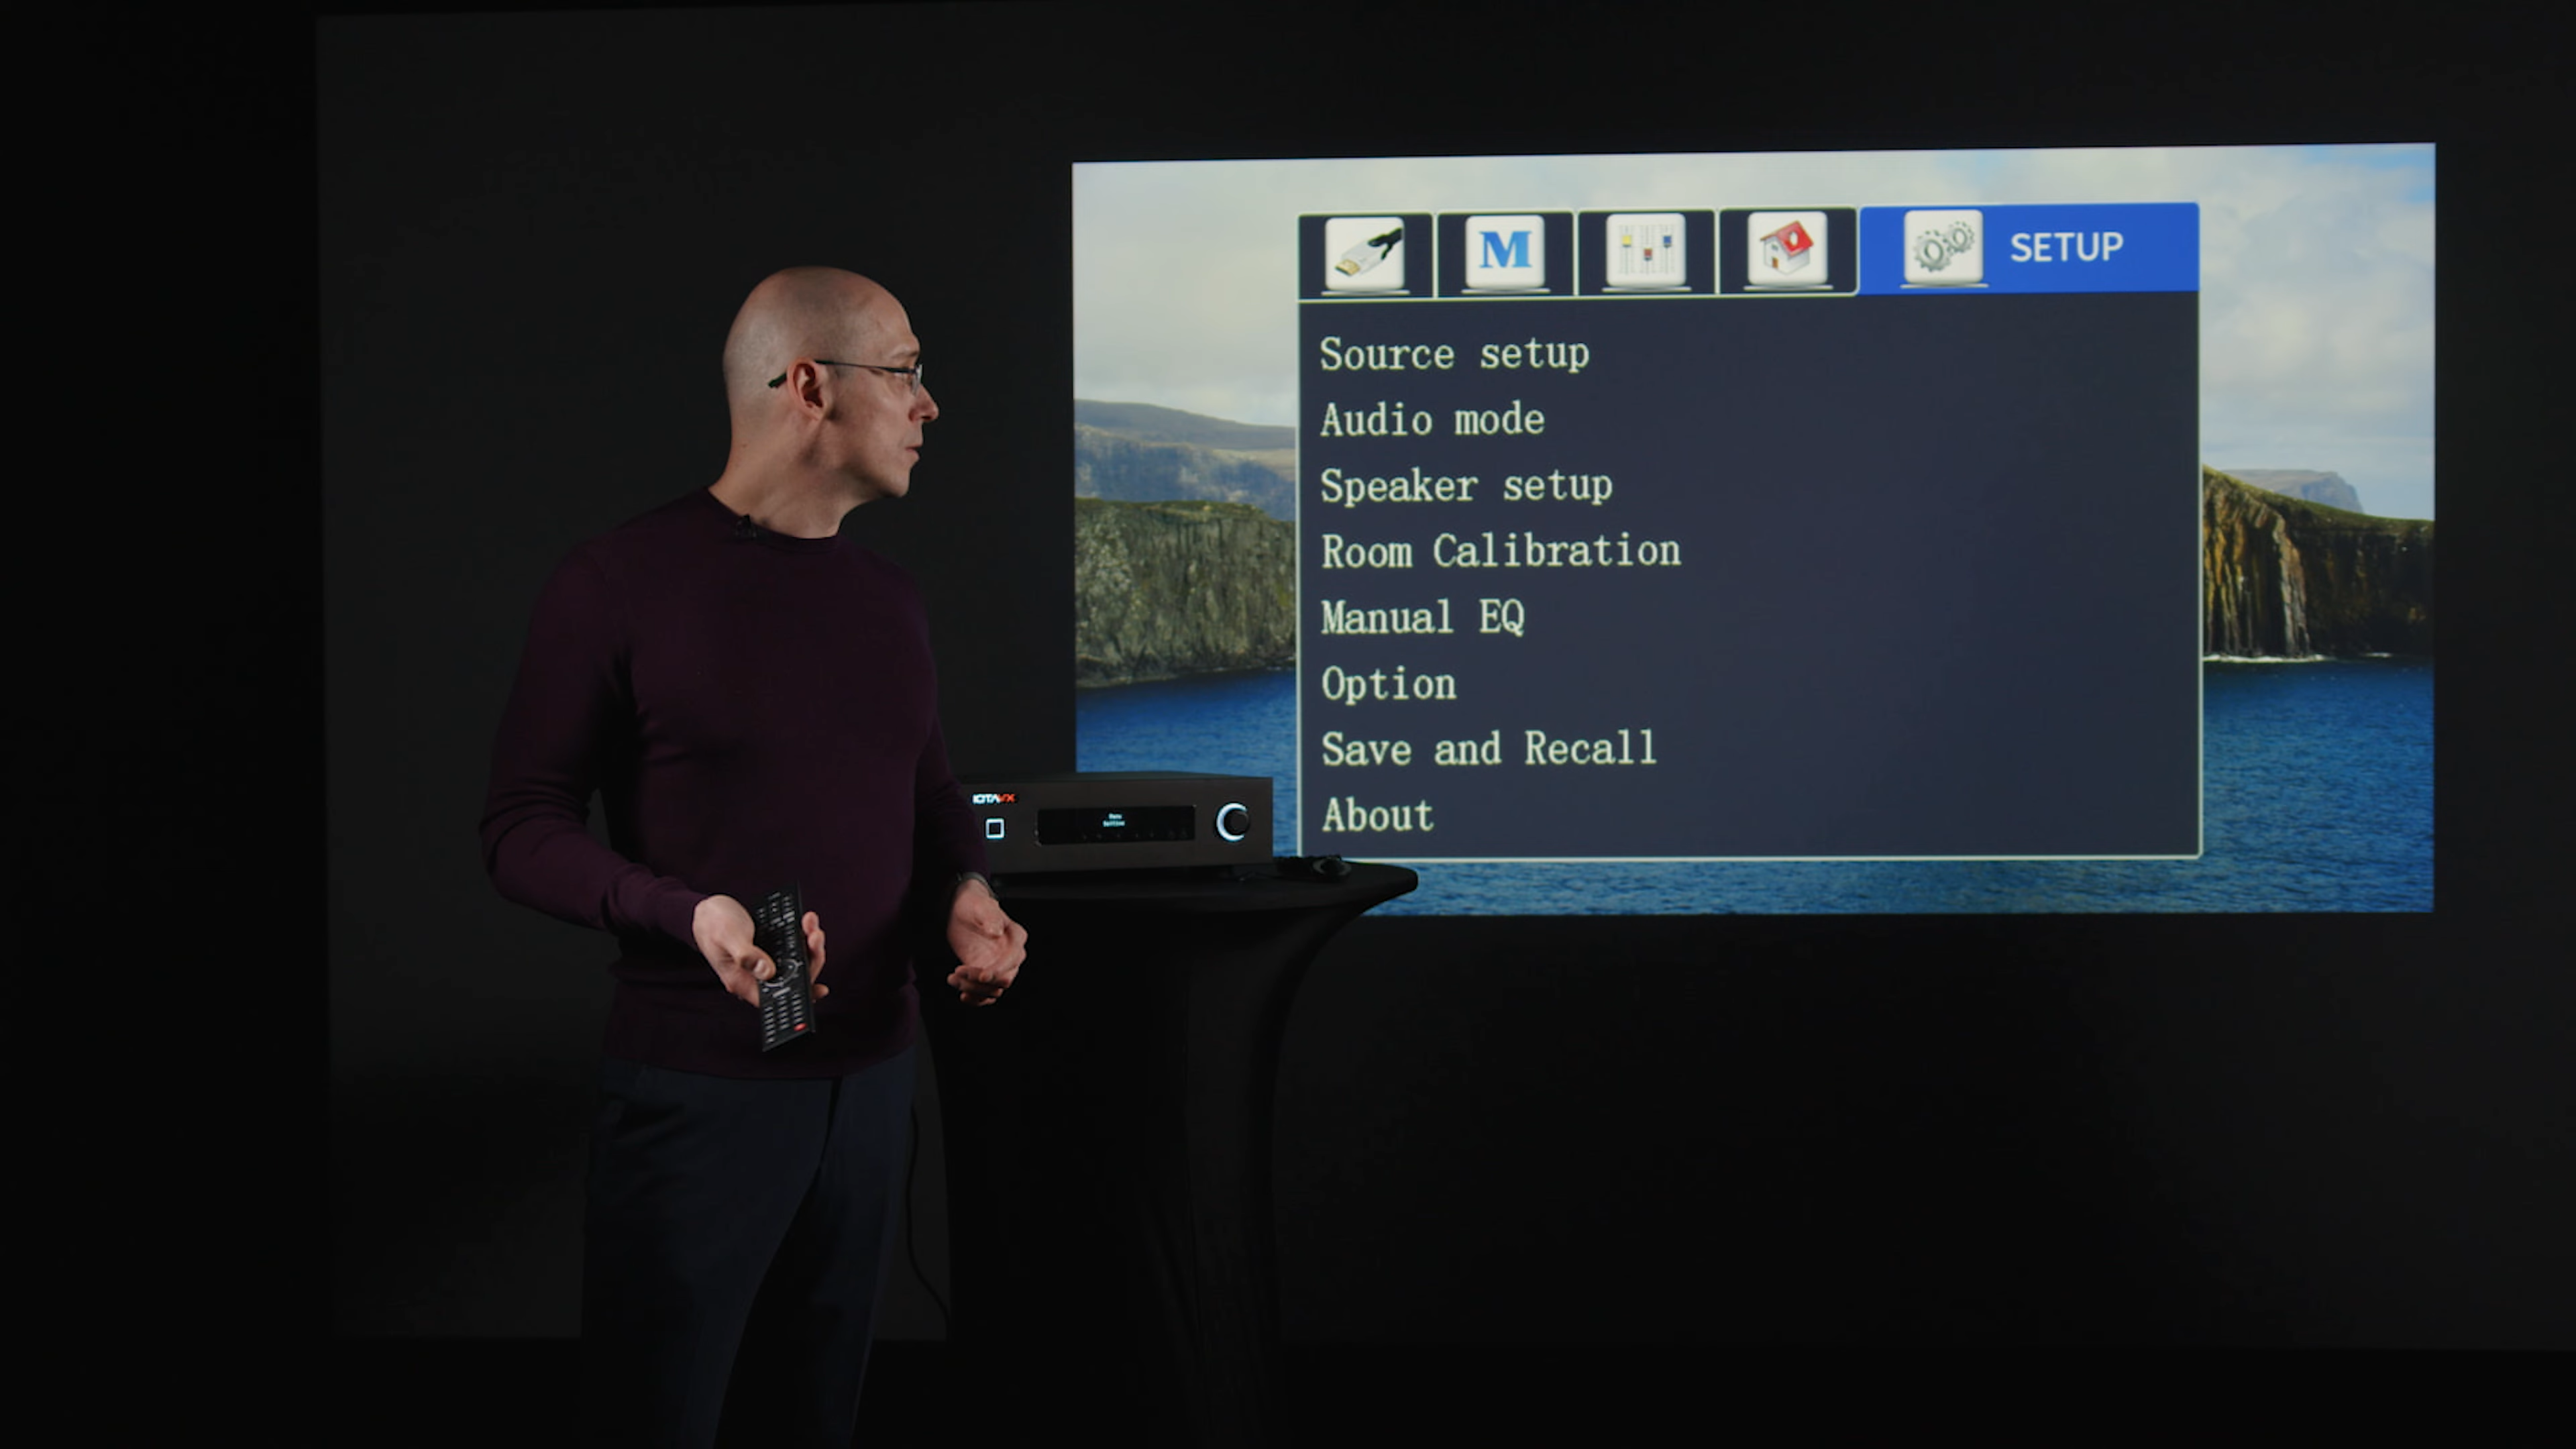 M
SETUP
Source setup
Audio mode
Speaker setup
Room Calibration
Manual EQ
Option
Save and Recall
About
IOTAVX